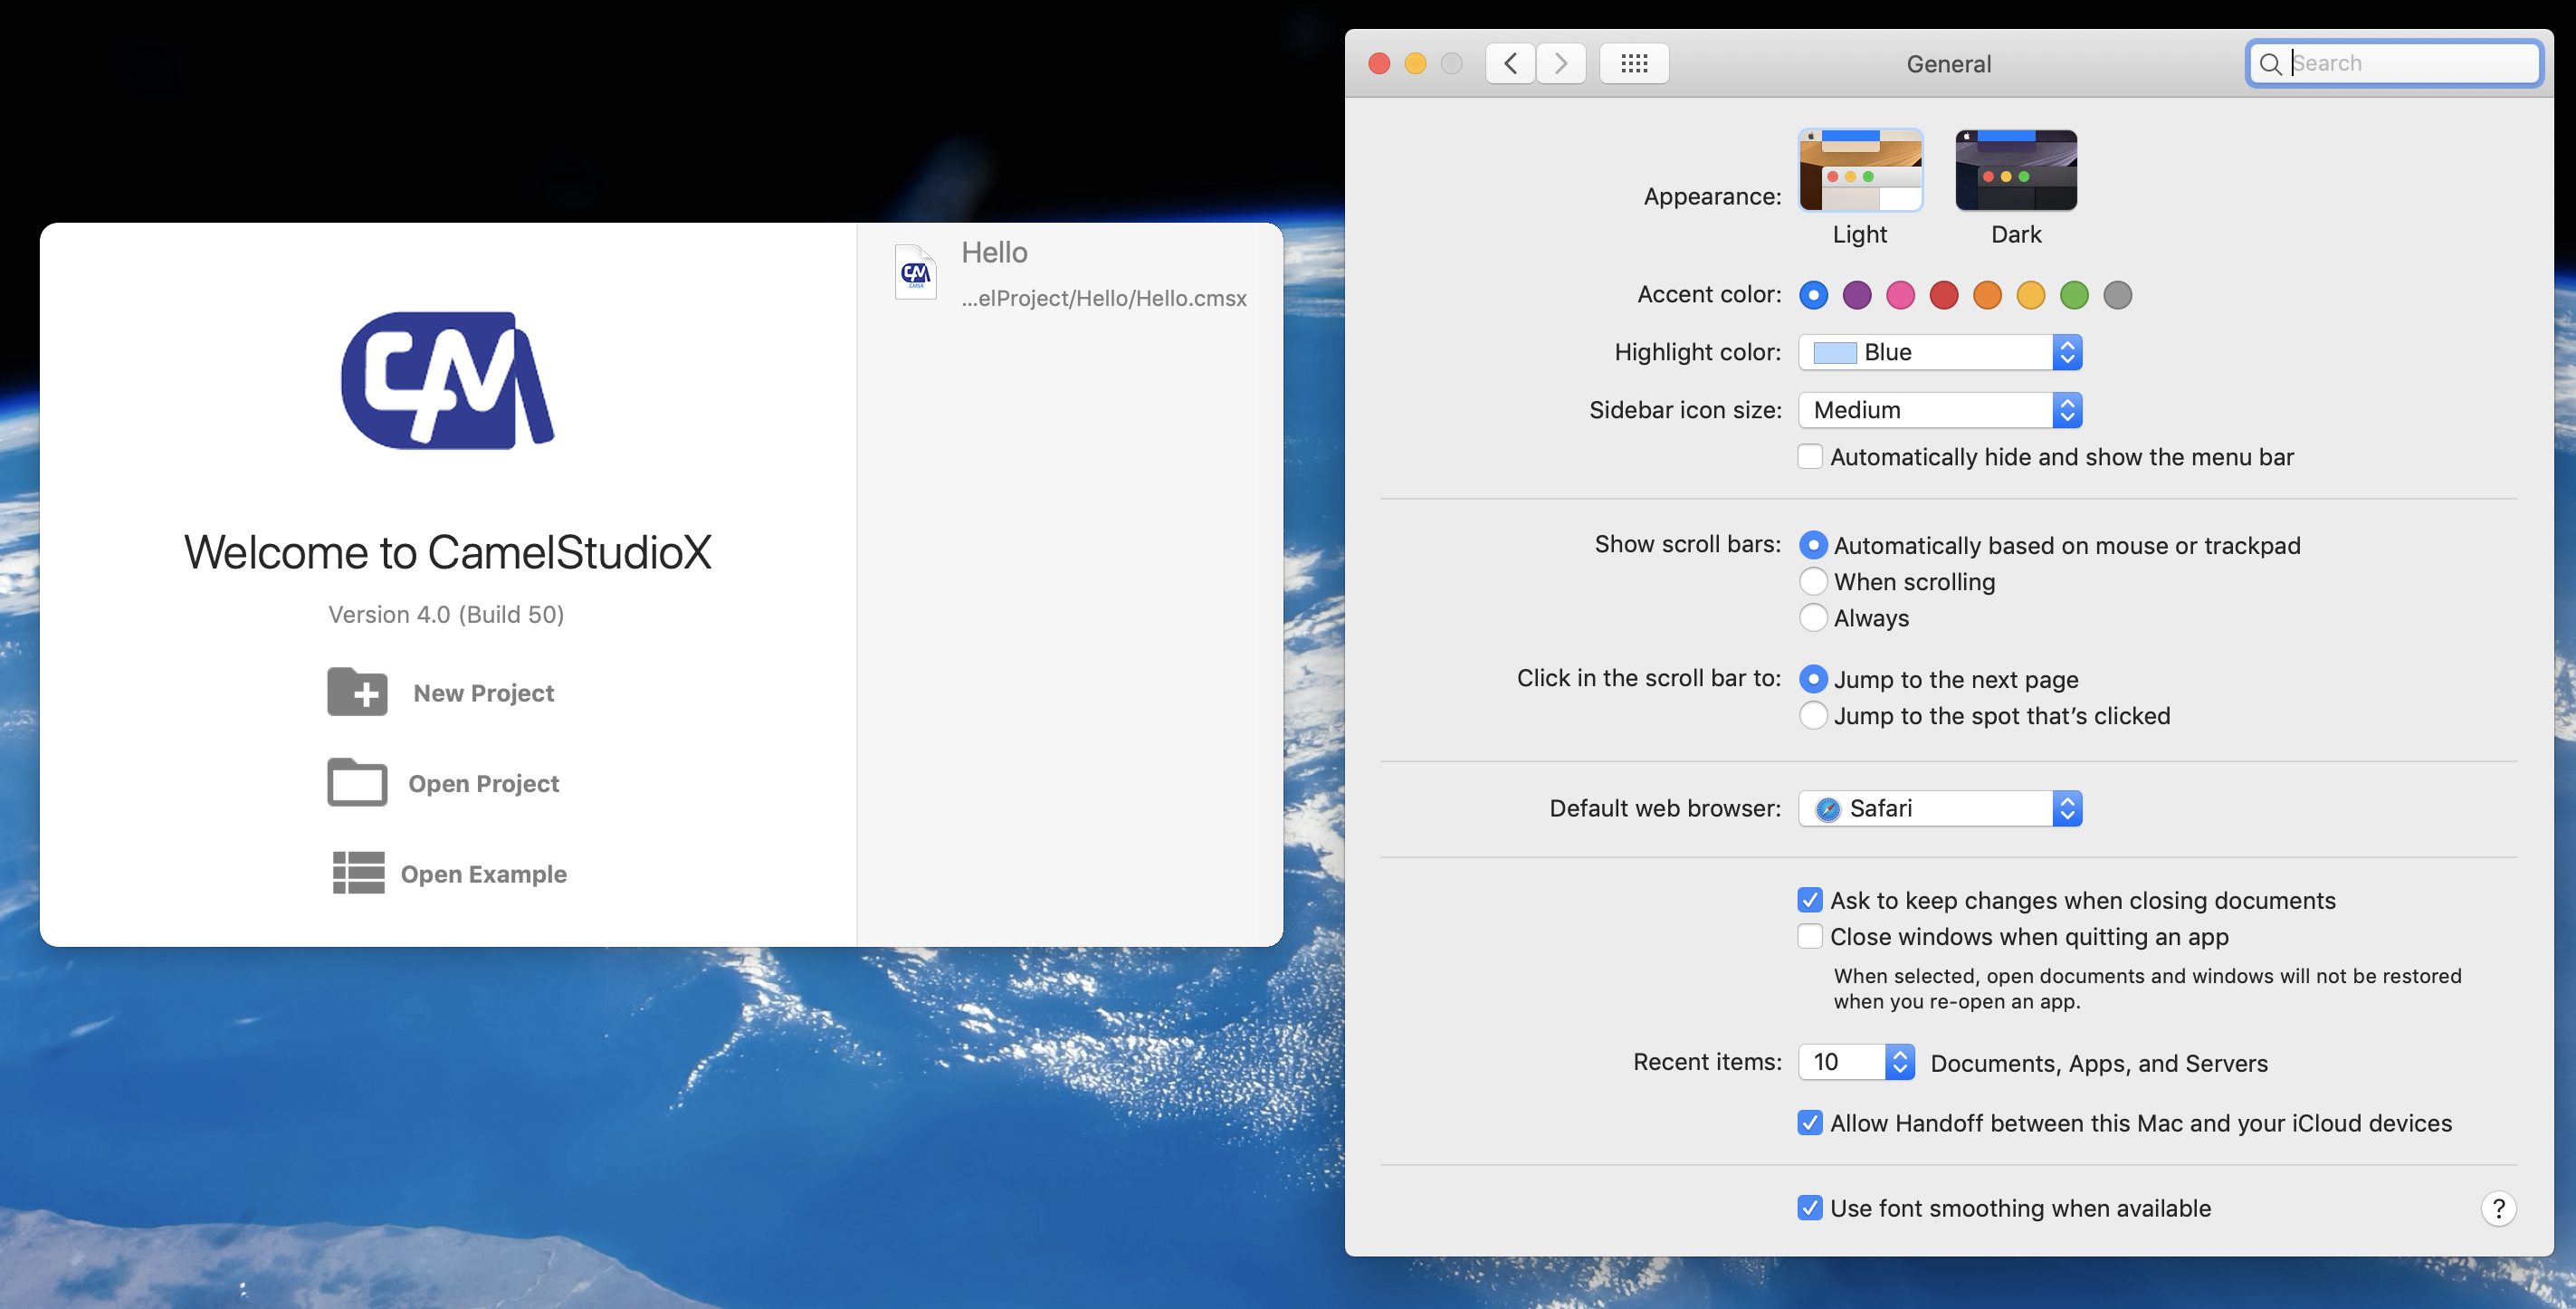 CM
Welcome to CamelStudioX
Version 4.0 (Build 50)
New Project
Open Project
Open Example
CM
.CMSX
Hello
...elProject/Hello/Hello.cmsx
General
Search
Appearance:
Light
Dark
Accent color:
Highlight color:
Blue
Sidebar icon size:
Medium
Automatically hide and show the menu bar
Show scroll bars:
Automatically based on mouse or trackpad
When scrolling
Always
Click in the scroll bar to:
Jump to the next page
Jump to the spot that’s clicked
Default web browser:
Safari
Ask to keep changes when closing documents
Close windows when quitting an app
When selected, open documents and windows will not be restored
when you re-open an app.
Recent items:
10
Documents, Apps, and Servers
Allow Handoff between this Mac and your iCloud devices
Use font smoothing when available
?